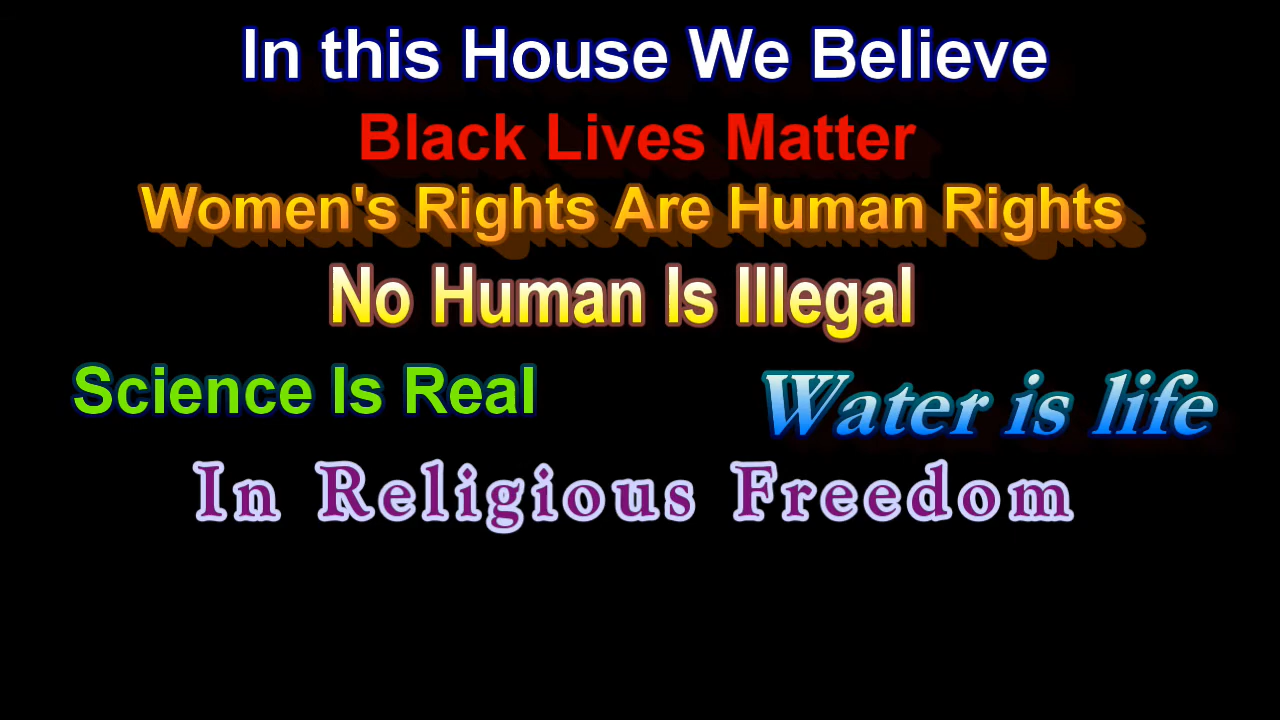 In this House We Believe
Black Lives Matter
Women's Rights Are Human Rights
No Human Is Illegal
Science Is Real
Water is life
In Religious Freedom